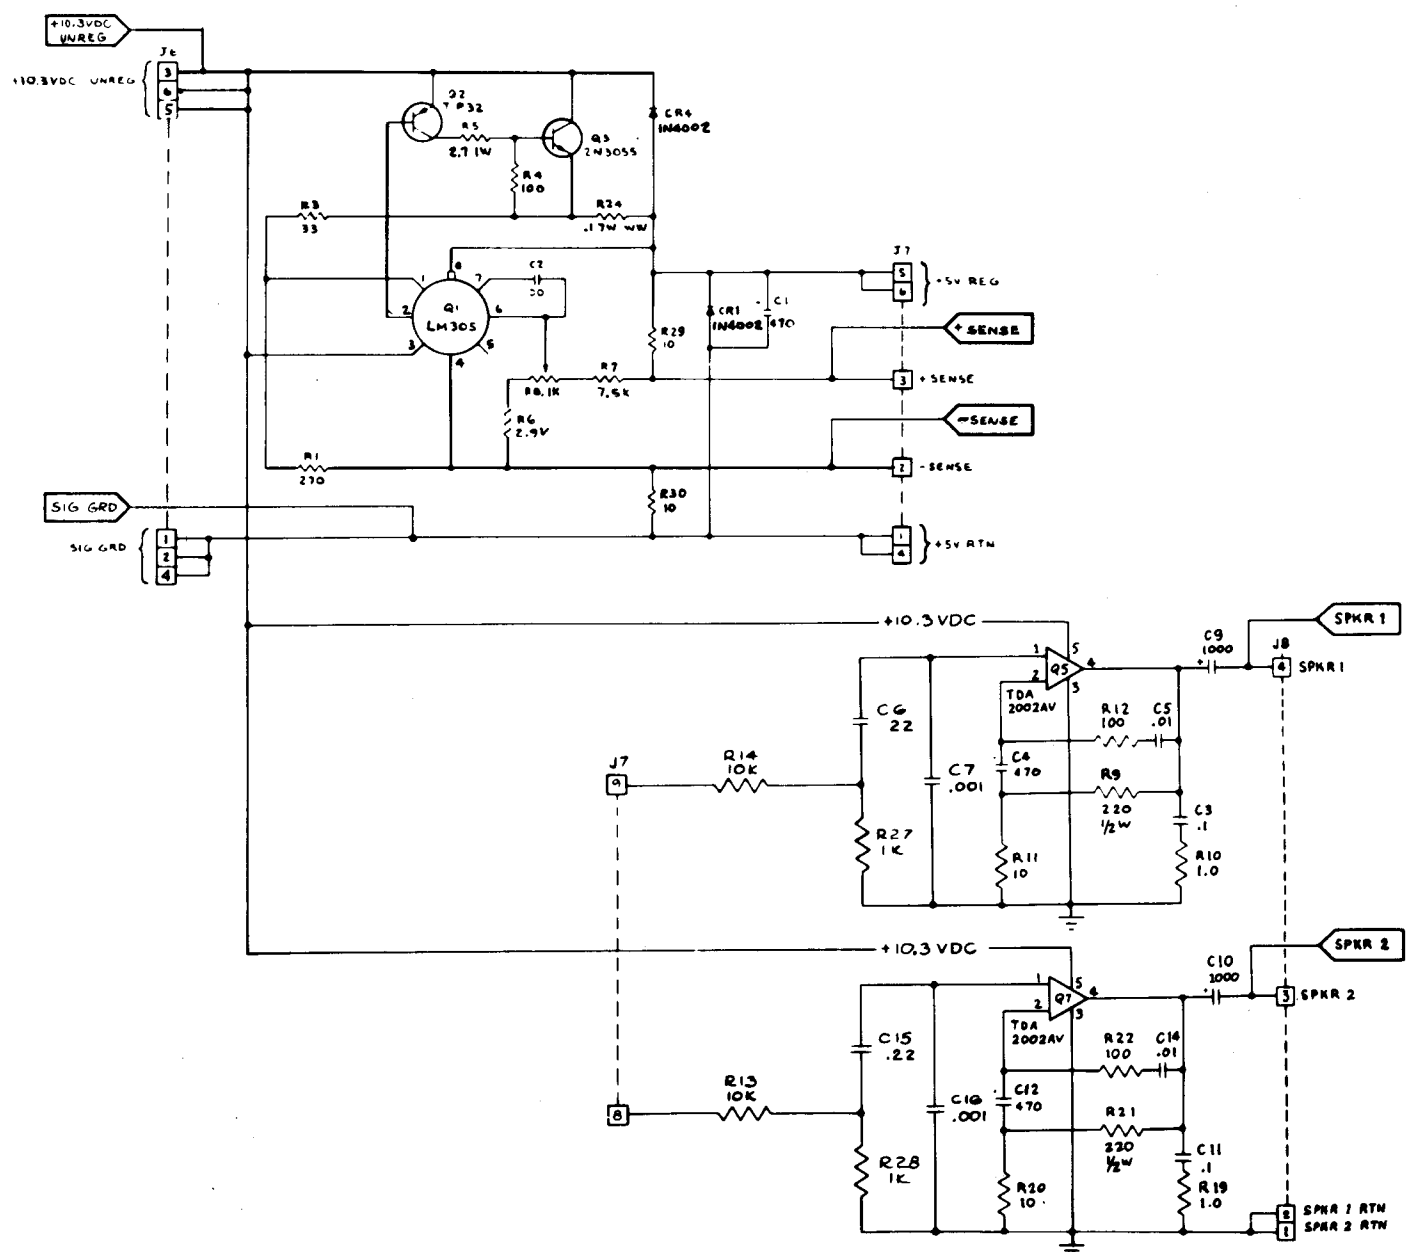 +10.3VDC
UNREG
J6
+10.3VDC UNREG
3
6
5
Q2
TIP32
R5
2.7 1W
Q3
2N3055
CR4
1N4002
R4
100
R3
33
R24
.1 7W WW
J7
5
6
+5V REG
1
8
7
C2
2
Q1
LM305
6
3
5
4
CR1
1N4002
C1
470
R29
10
+ SENSE
R8.1K
R7
7.5K
3
+ SENSE
R6
-SENSE
R1
270
2
- SENSE
SIG GRD
R30
10
SIG GRD
1
2
4
1
4
+5V RTN
+10.3VDC
SPKR 1
C9
+
1000
J8
4
SPKR 1
1
5
2
Q5
4
3
TDA
2002AV
C6
22
R12
100
C5
.01
J7
9
R14
10K
C7
.001
C4
470
R9
220
1/2W
C3
.1
R27
1K
R11
10
R10
1.0
+10.3VDC
SPKR 2
C10
+
1000
3
SPKR 2
1
5
2
Q7
4
3
TDA
2002AV
C15
.22
R22
100
C14
.01
8
R13
10K
C16
.001
C12
470
R21
220
1/2W
C11
.1
R28
1K
R20
10
R19
1.0
2
SPKR 1 RTN
1
SPKR 2 RTN